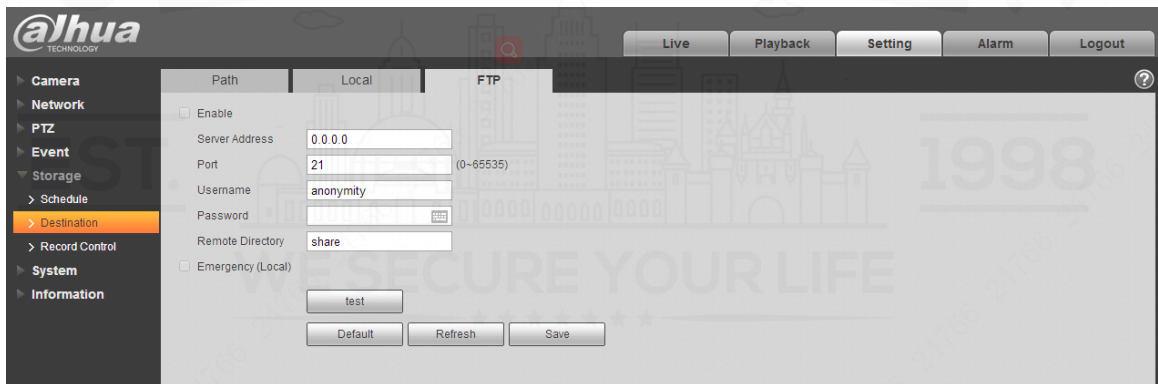 alhua
TECHNOLOGY
Live Playback Setting Alarm Logout
Camera
Network
PTZ
Event
Storage
> Schedule
> Destination
> Record Control
System
Information
Path Local FTP
?
Enable
Server Address 0.0.0.0
Port 21 (0~65535)
Username anonymity
Password
Remote Directory share
Emergency (Local)
test
Default Refresh Save
EST. 1998
WE SECURE YOUR LIFE
21766